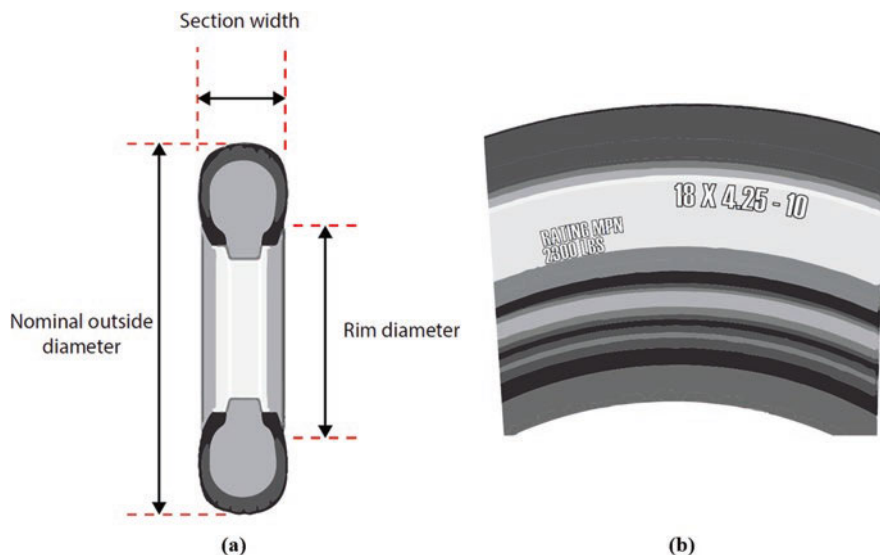 Section width
Nominal outside
diameter
Rim diameter
(a)
18 X 4.25 - 10
RATING MPN
2300 LBS
(b)